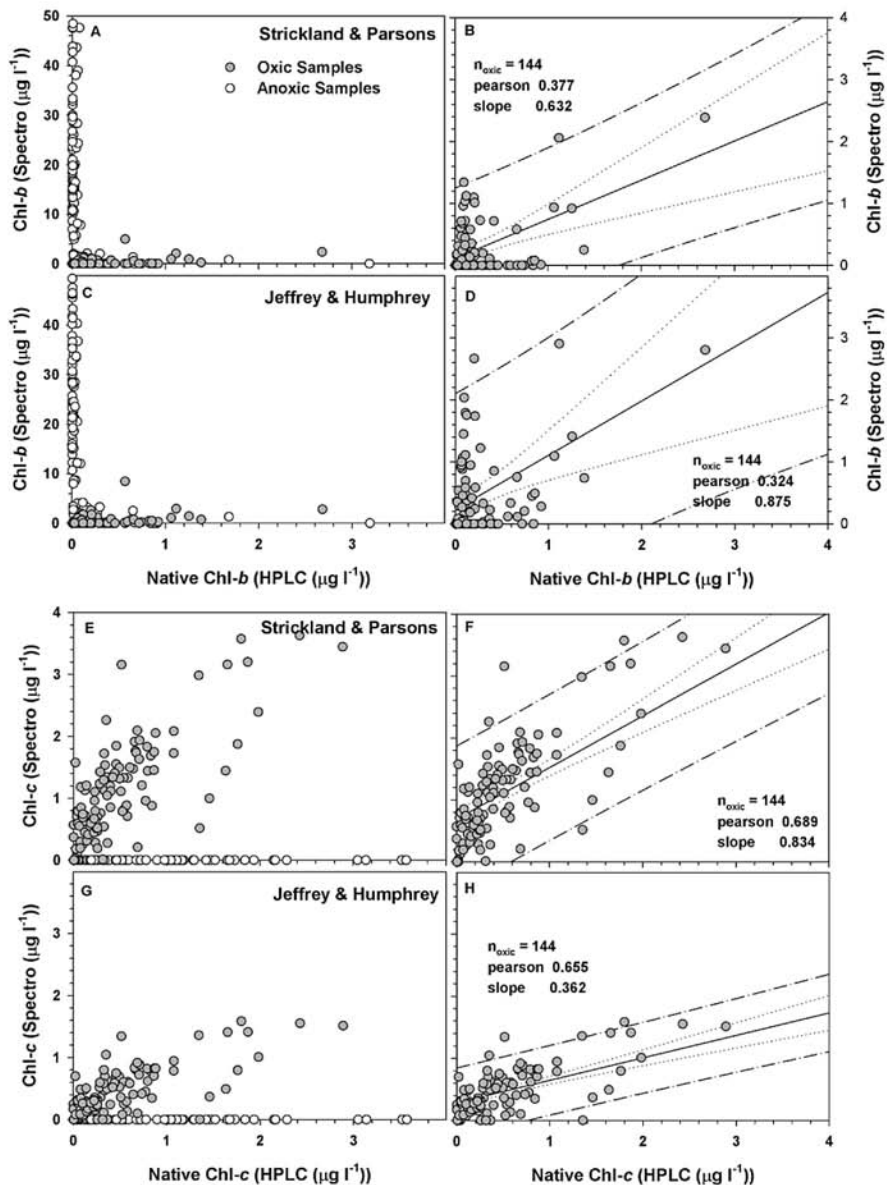 A
Strickland & Parsons
Oxic Samples
Anoxic Samples
Chl-b (Spectro (μg l⁻¹))
50
40
30
20
10
0
B
n_oxic = 144
pearson 0.377
slope 0.632
Chl-b (Spectro (μg l⁻¹))
4
3
2
1
0
C
Jeffrey & Humphrey
Chl-b (Spectro (μg l⁻¹))
40
30
20
10
0
0 1 2 3
Native Chl-b (HPLC (μg l⁻¹))
D
n_oxic = 144
pearson 0.324
slope 0.875
Chl-b (Spectro (μg l⁻¹))
3
2
1
0
0 1 2 3 4
Native Chl-b (HPLC (μg l⁻¹))
E
Strickland & Parsons
Chl-c (Spectro (μg l⁻¹))
4
3
2
1
0
F
n_oxic = 144
pearson 0.689
slope 0.834
G
Jeffrey & Humphrey
Chl-c (Spectro (μg l⁻¹))
3
2
1
0
0 1 2 3
Native Chl-c (HPLC (μg l⁻¹))
H
n_oxic = 144
pearson 0.655
slope 0.362
0 1 2 3 4
Native Chl-c (HPLC (μg l⁻¹))